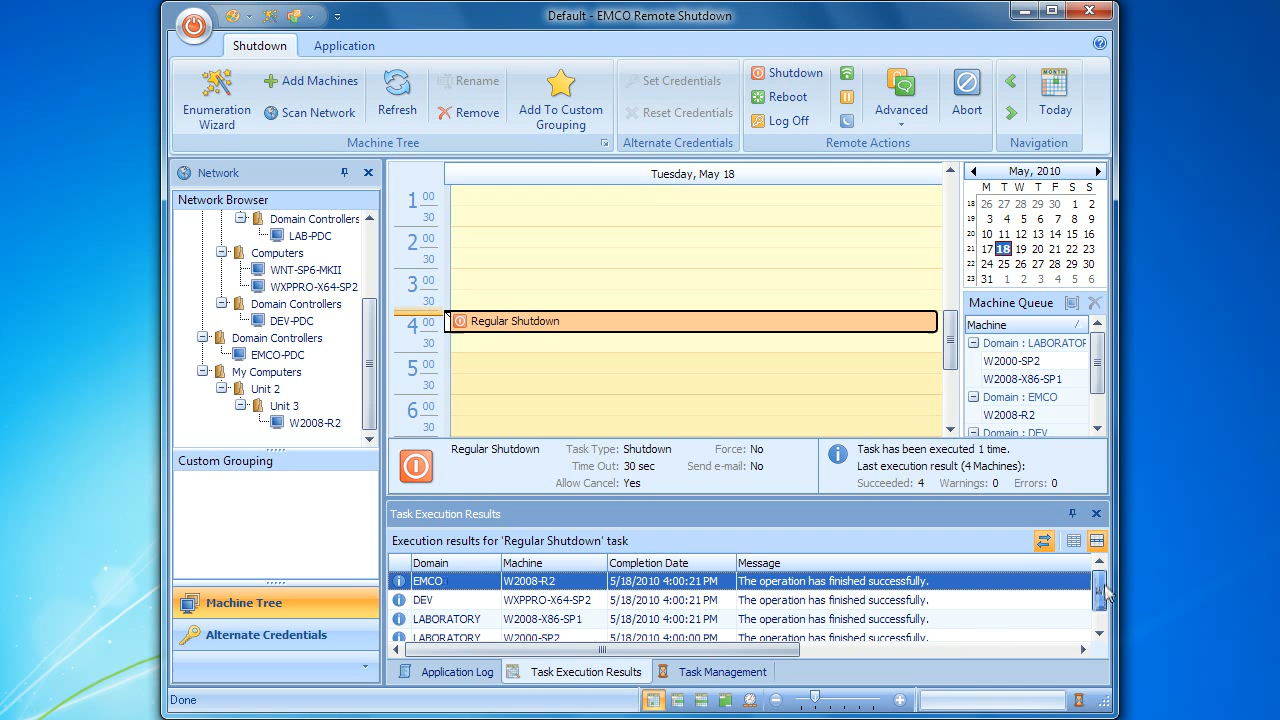 Default - EMCO Remote Shutdown
Shutdown
Application
Enumeration Wizard
Add Machines
Scan Network
Refresh
Rename
Remove
Add To Custom Grouping
Machine Tree
Set Credentials
Reset Credentials
Alternate Credentials
Shutdown
Reboot
Log Off
Advanced
Abort
Remote Actions
MONTH
Today
Navigation
Network
Network Browser
Domain Controllers
LAB-PDC
Computers
WNT-SP6-MKII
WXPPRO-X64-SP2
Domain Controllers
DEV-PDC
Domain Controllers
EMCO-PDC
My Computers
Unit 2
Unit 3
W2008-R2
Custom Grouping
Machine Tree
Alternate Credentials
Tuesday, May 18
1 00
30
2 00
30
3 00
30
4 00
30
5 00
30
6 00
30
Regular Shutdown
May, 2010
M T W T F S S
18 26 27 28 29 30 1 2
19 3 4 5 6 7 8 9
20 10 11 12 13 14 15 16
21 17 18 19 20 21 22 23
22 24 25 26 27 28 29 30
23 31 1 2 3 4 5 6
Machine Queue
Machine
Domain : LABORATOR
W2000-SP2
W2008-X86-SP1
Domain : EMCO
W2008-R2
Domain : DEV
Regular Shutdown
Task Type: Shutdown
Force: No
Time Out: 30 sec
Send e-mail: No
Allow Cancel: Yes
Task has been executed 1 time.
Last execution result (4 Machines):
Succeeded: 4 Warnings: 0 Errors: 0
Task Execution Results
Execution results for 'Regular Shutdown' task
Domain Machine Completion Date Message
EMCO W2008-R2 5/18/2010 4:00:21 PM The operation has finished successfully.
DEV WXPPRO-X64-SP2 5/18/2010 4:00:21 PM The operation has finished successfully.
LABORATORY W2008-X86-SP1 5/18/2010 4:00:21 PM The operation has finished successfully.
LABORATORY W2000-SP2 5/18/2010 4:00:00 PM The operation has finished successfully.
Application Log
Task Execution Results
Task Management
Done